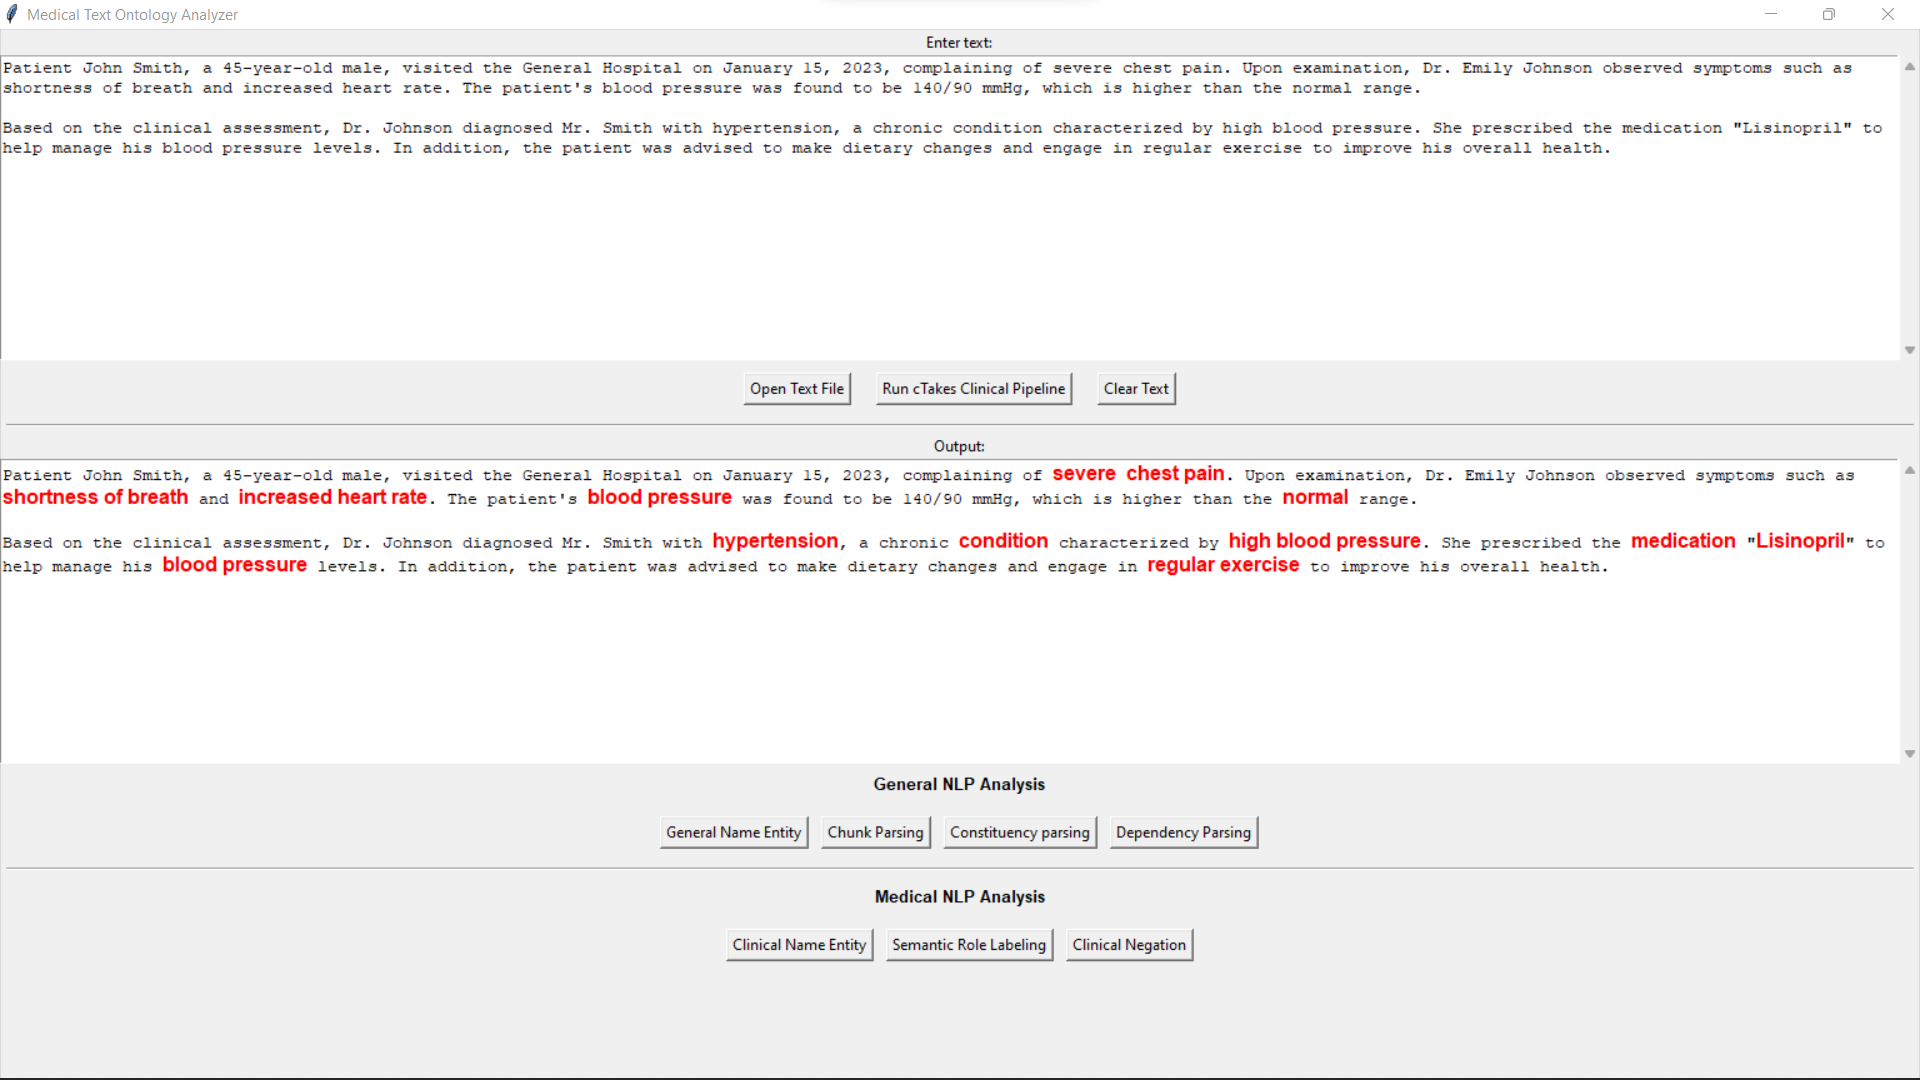 Medical Text Ontology Analyzer
Enter text:
Patient John Smith, a 45-year-old male, visited the General Hospital on January 15, 2023, complaining of severe chest pain. Upon examination, Dr. Emily Johnson observed symptoms such as
shortness of breath and increased heart rate. The patient's blood pressure was found to be 140/90 mmHg, which is higher than the normal range.
Based on the clinical assessment, Dr. Johnson diagnosed Mr. Smith with hypertension, a chronic condition characterized by high blood pressure. She prescribed the medication "Lisinopril" to
help manage his blood pressure levels. In addition, the patient was advised to make dietary changes and engage in regular exercise to improve his overall health.
Open Text File Run cTakes Clinical Pipeline Clear Text
Output:
Patient John Smith, a 45-year-old male, visited the General Hospital on January 15, 2023, complaining of severe chest pain. Upon examination, Dr. Emily Johnson observed symptoms such as
shortness of breath and increased heart rate. The patient's blood pressure was found to be 140/90 mmHg, which is higher than the normal range.
Based on the clinical assessment, Dr. Johnson diagnosed Mr. Smith with hypertension, a chronic condition characterized by high blood pressure. She prescribed the medication "Lisinopril" to
help manage his blood pressure levels. In addition, the patient was advised to make dietary changes and engage in regular exercise to improve his overall health.
General NLP Analysis
General Name Entity Chunk Parsing Constituency parsing Dependency Parsing
Medical NLP Analysis
Clinical Name Entity Semantic Role Labeling Clinical Negation